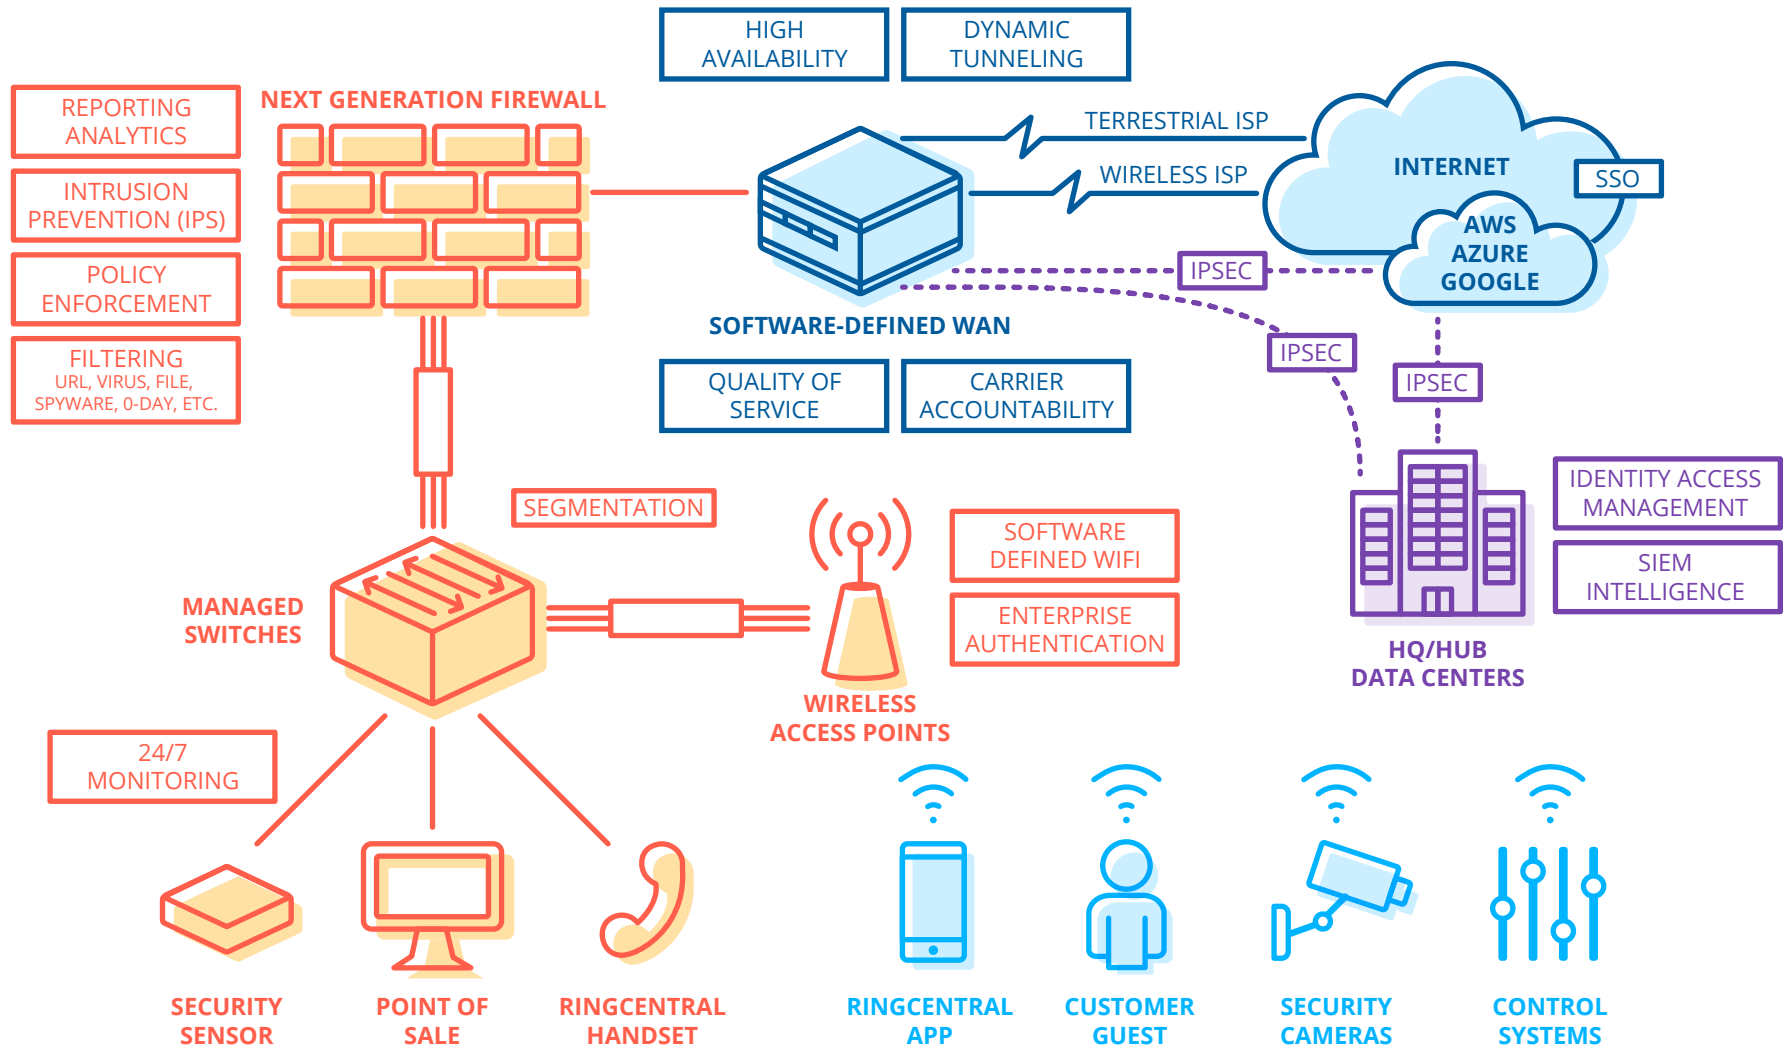 HIGH
AVAILABILITY
DYNAMIC
TUNNELING
REPORTING
ANALYTICS
INTRUSION
PREVENTION (IPS)
POLICY
ENFORCEMENT
FILTERING
URL, VIRUS, FILE,
SPYWARE, 0-DAY, ETC.
NEXT GENERATION FIREWALL
TERRESTRIAL ISP
WIRELESS ISP
INTERNET
SSO
AWS
AZURE
GOOGLE
IPSEC
IPSEC
IPSEC
SOFTWARE-DEFINED WAN
QUALITY OF
SERVICE
CARRIER
ACCOUNTABILITY
SEGMENTATION
SOFTWARE
DEFINED WIFI
ENTERPRISE
AUTHENTICATION
IDENTITY ACCESS
MANAGEMENT
SIEM
INTELLIGENCE
MANAGED
SWITCHES
HQ/HUB
DATA CENTERS
WIRELESS
ACCESS POINTS
24/7
MONITORING
SECURITY
SENSOR
POINT OF
SALE
RINGCENTRAL
HANDSET
RINGCENTRAL
APP
CUSTOMER
GUEST
SECURITY
CAMERAS
CONTROL
SYSTEMS